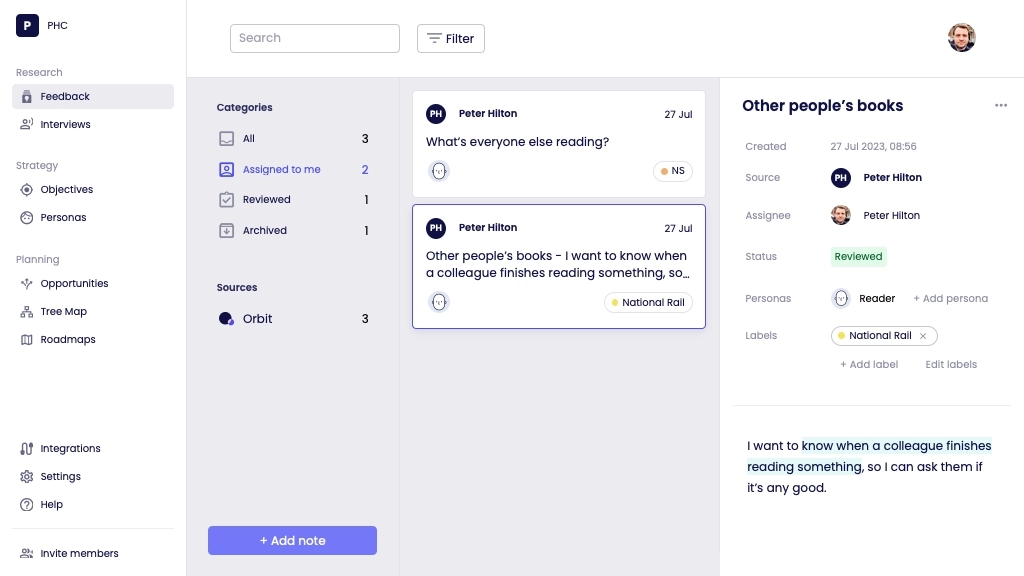 P PHC
Search
Filter
Research
Feedback
Interviews
Strategy
Objectives
Personas
Planning
Opportunities
Tree Map
Roadmaps
Integrations
Settings
Help
Invite members
Categories
All 3
Assigned to me 2
Reviewed 1
Archived 1
Sources
Orbit 3
+ Add note
PH Peter Hilton 27 Jul
What’s everyone else reading?
NS
PH Peter Hilton 27 Jul
Other people’s books - I want to know when
a colleague finishes reading something, so…
National Rail
Other people’s books
Created 27 Jul 2023, 08:56
Source PH Peter Hilton
Assignee Peter Hilton
Status Reviewed
Personas Reader + Add persona
Labels National Rail ×
+ Add label Edit labels
I want to know when a colleague finishes
reading something, so I can ask them if
it’s any good.